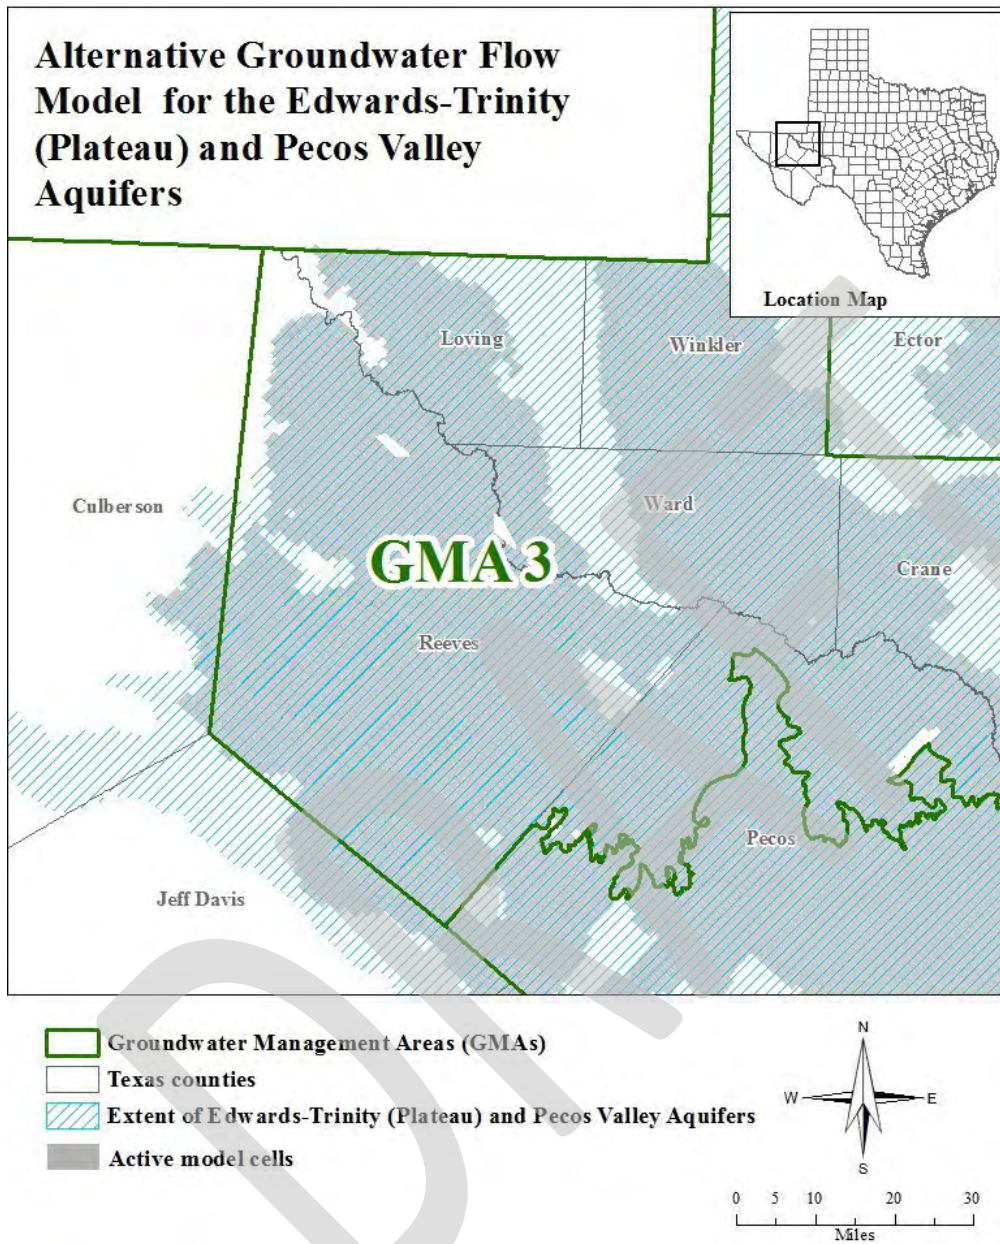 Alternative Groundwater Flow
Model for the Edwards-Trinity
(Plateau) and Pecos Valley
Aquifers
Location Map
Loving
Winkler
Ector
Culberson
Ward
GMA 3
Crane
Reeves
Pecos
Jeff Davis
Groundwater Management Areas (GMAs)
Texas counties
Extent of Edwards-Trinity (Plateau) and Pecos Valley Aquifers
Active model cells
N
W E
S
0 5 10 20 30
Miles